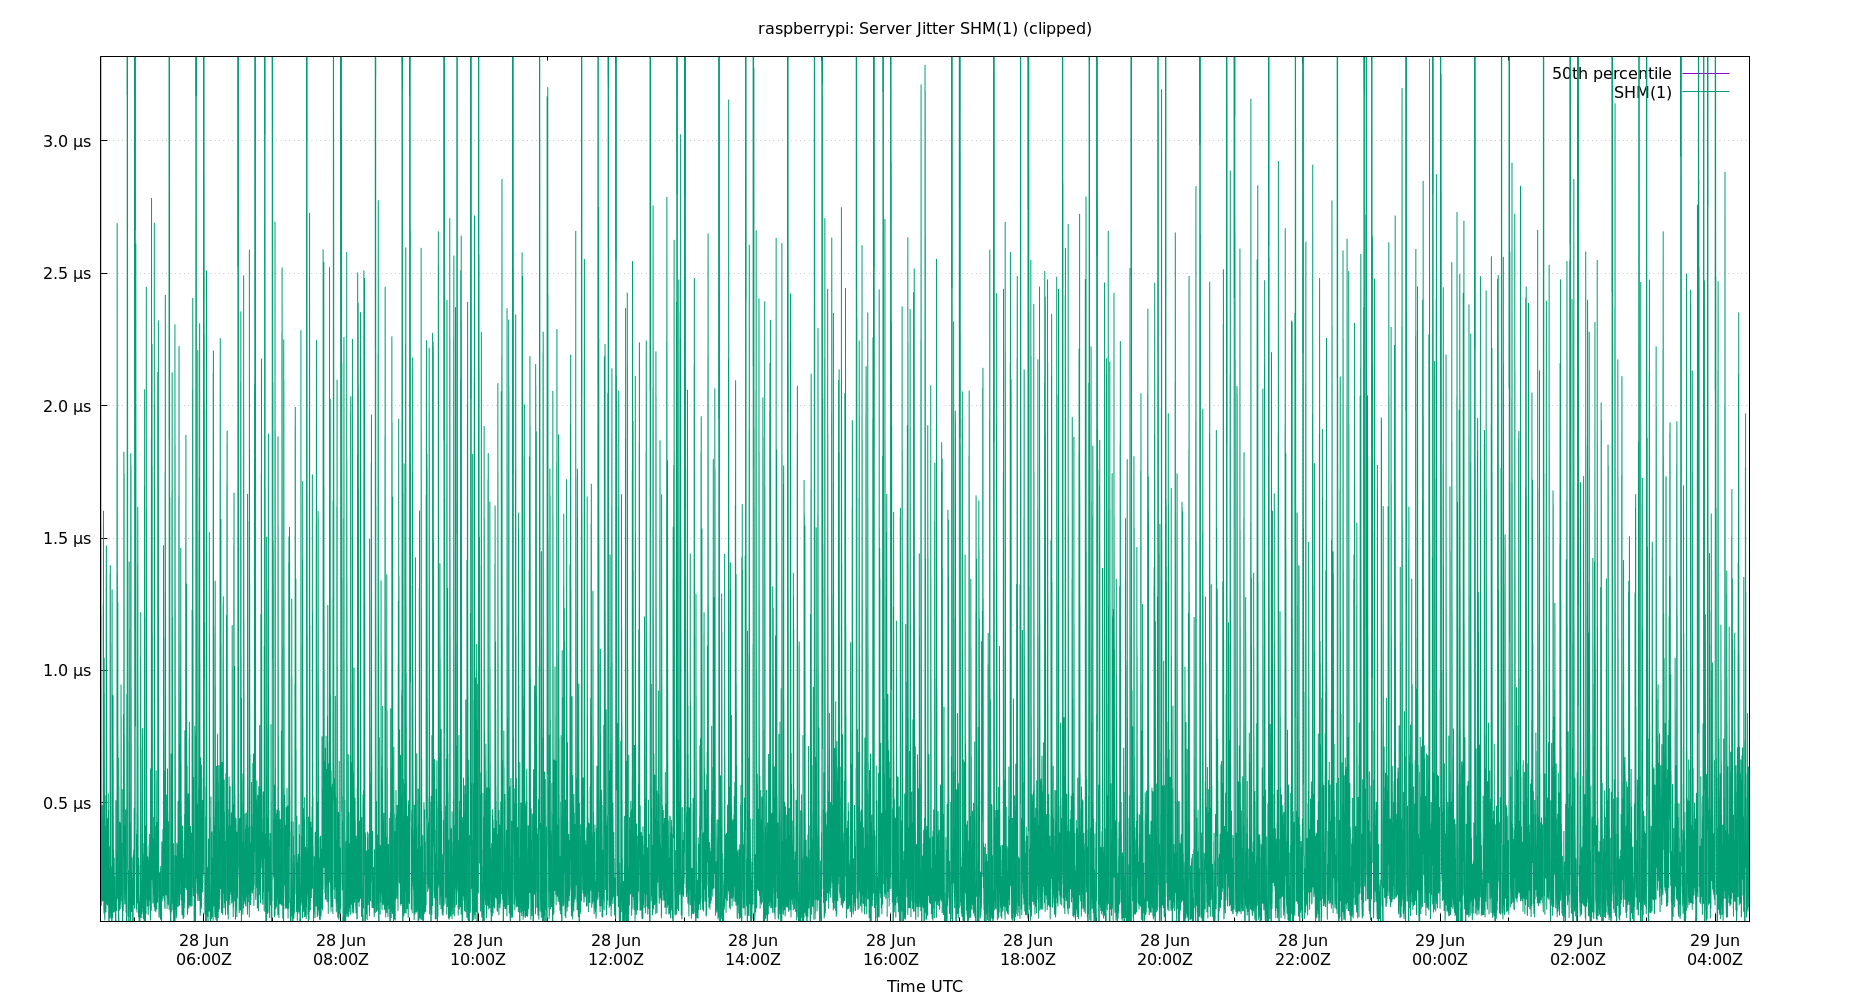 raspberrypi: Server Jitter SHM(1) (clipped)
50th percentile
SHM(1)
3.0 µs
2.5 µs
2.0 µs
1.5 µs
1.0 µs
0.5 µs
28 Jun 28 Jun 28 Jun 28 Jun 28 Jun 28 Jun 28 Jun 28 Jun 28 Jun 29 Jun 29 Jun 29 Jun
06:00Z 08:00Z 10:00Z 12:00Z 14:00Z 16:00Z 18:00Z 20:00Z 22:00Z 00:00Z 02:00Z 04:00Z
Time UTC